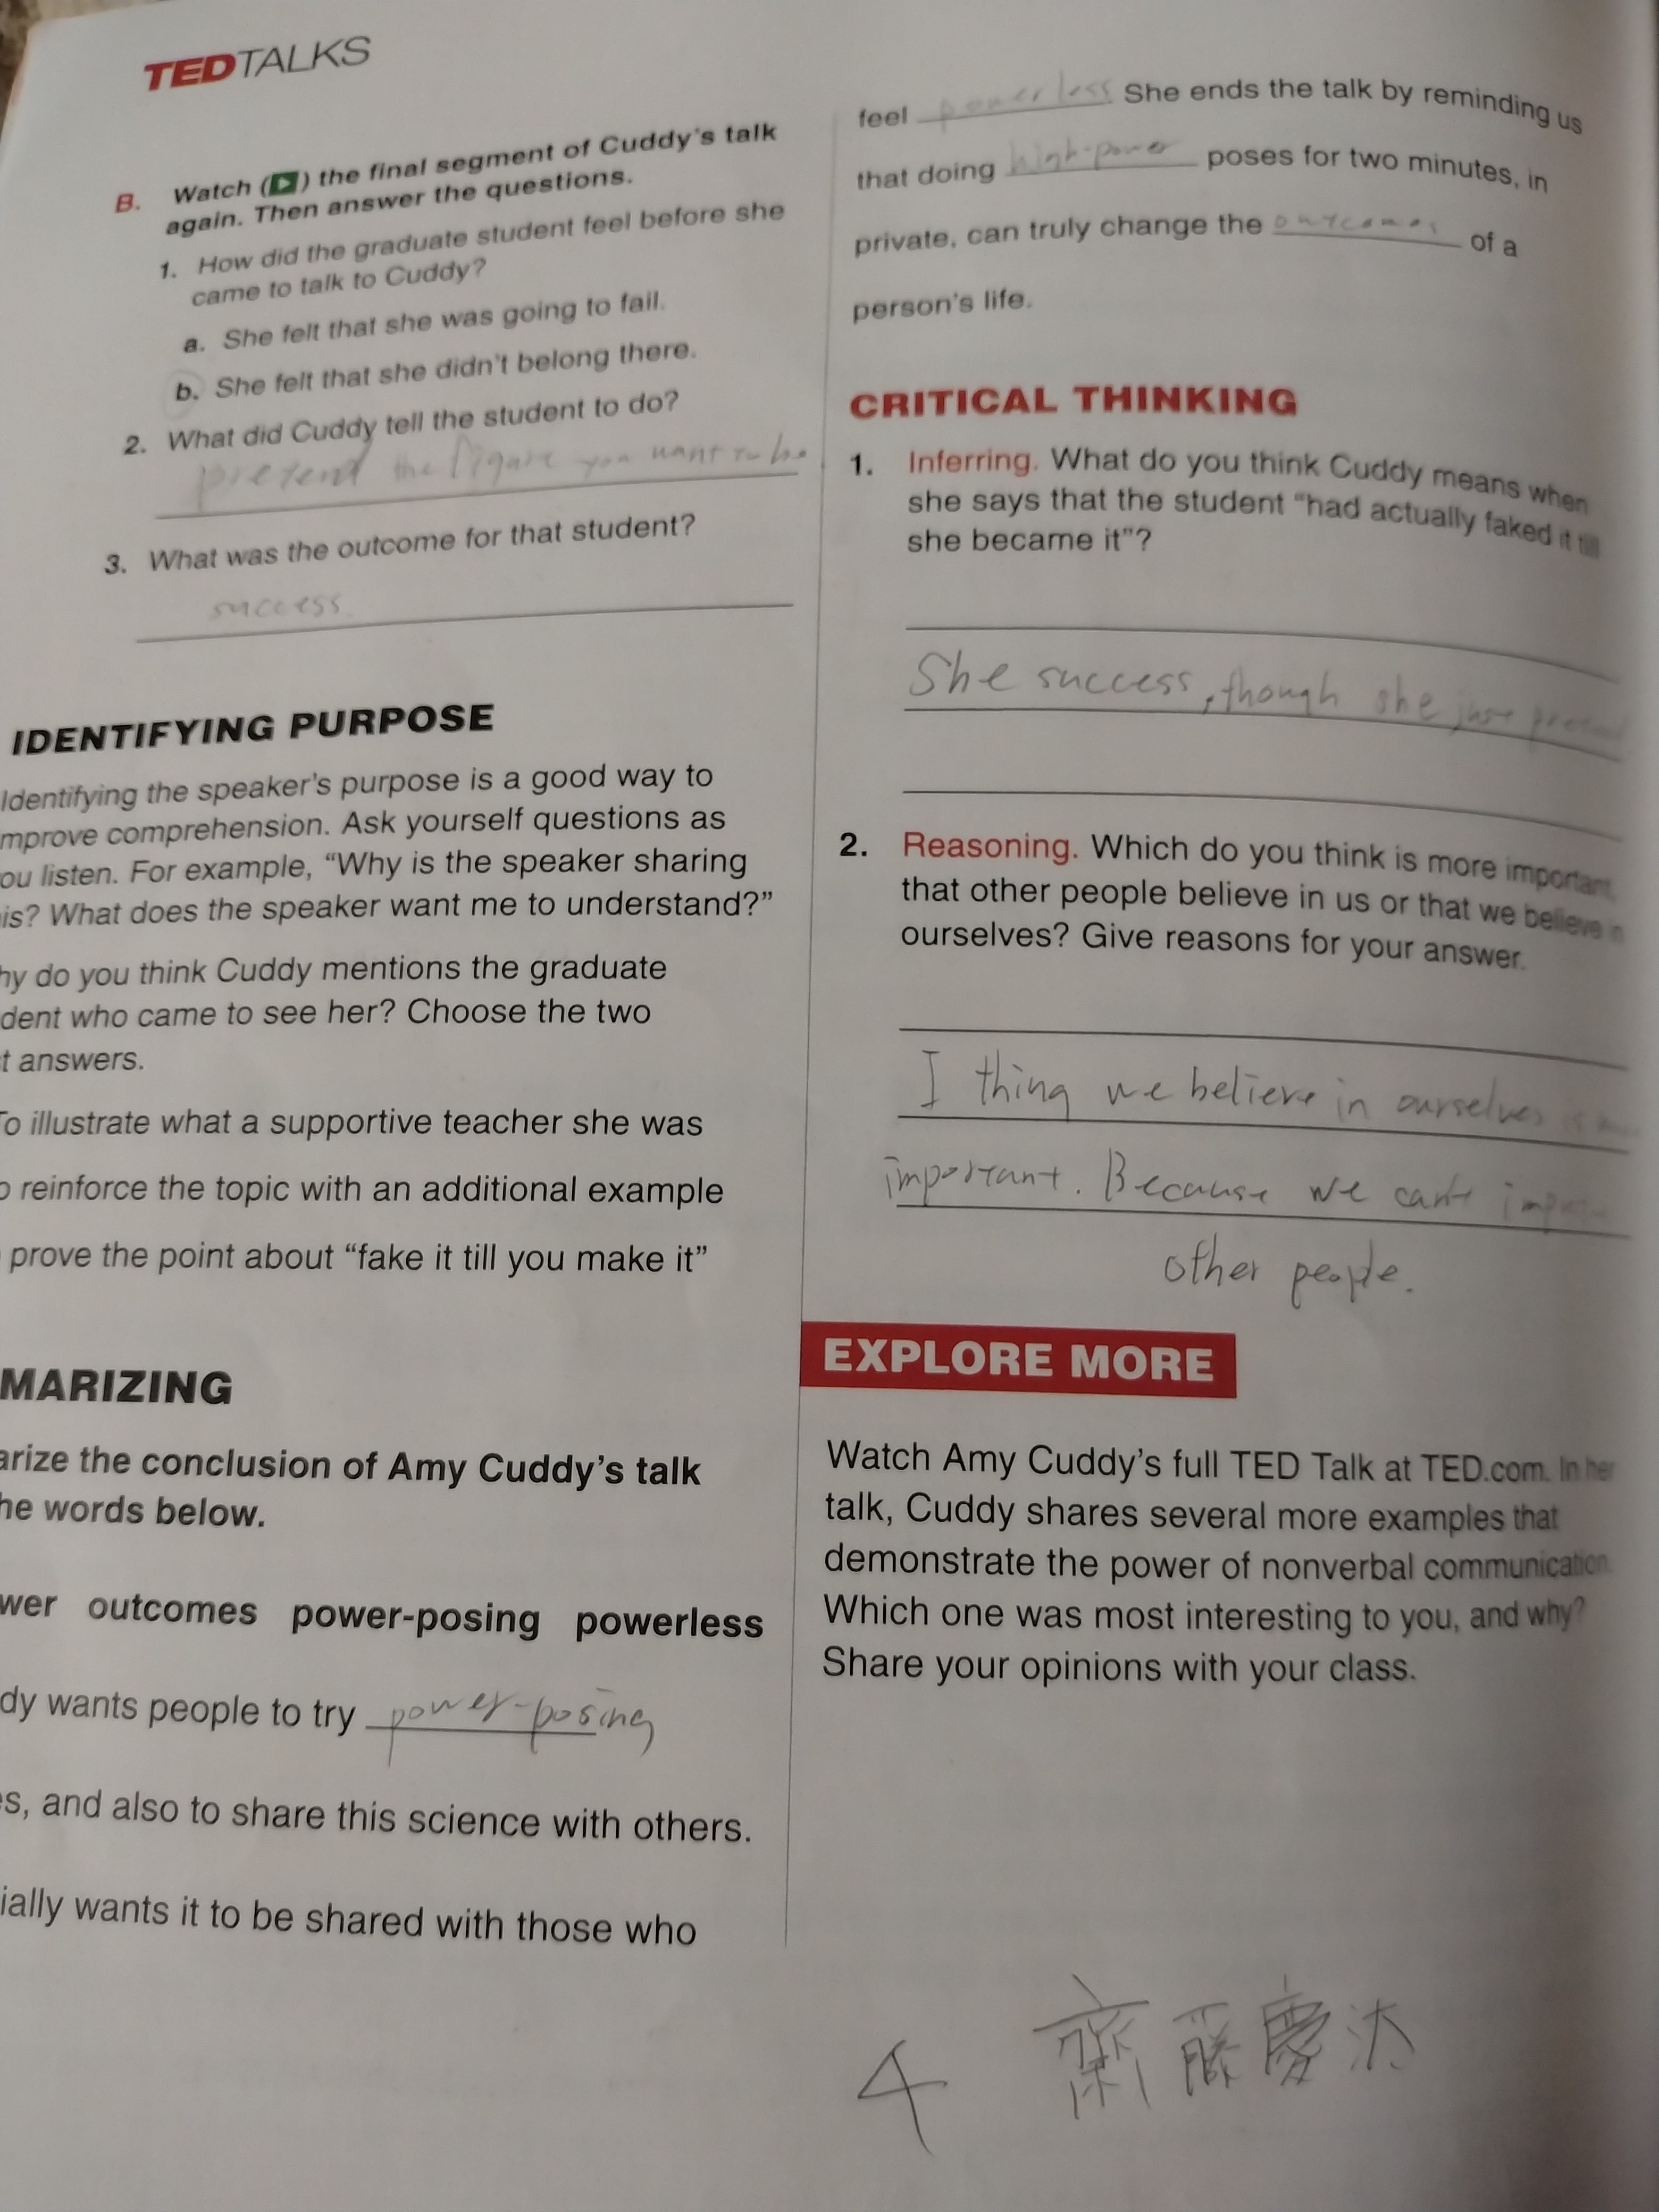 TEDTALKS
B. Watch (▶) the final segment of Cuddy's talk
again. Then answer the questions.
1. How did the graduate student feel before she
came to talk to Cuddy?
a. She felt that she was going to fail.
b. She felt that she didn't belong there.
2. What did Cuddy tell the student to do?
pretend the figure you want to be
3. What was the outcome for that student?
success
IDENTIFYING PURPOSE
Identifying the speaker's purpose is a good way to
mprove comprehension. Ask yourself questions as
ou listen. For example, “Why is the speaker sharing
is? What does the speaker want me to understand?”
hy do you think Cuddy mentions the graduate
dent who came to see her? Choose the two
t answers.
To illustrate what a supportive teacher she was
o reinforce the topic with an additional example
prove the point about “fake it till you make it”
MARIZING
arize the conclusion of Amy Cuddy's talk
he words below.
wer outcomes power-posing powerless
dy wants people to try power-posing
es, and also to share this science with others.
ially wants it to be shared with those who
feel powerless. She ends the talk by reminding us
that doing high-power poses for two minutes, in
private, can truly change the outcomes of a
person's life.
CRITICAL THINKING
1. Inferring. What do you think Cuddy means when
she says that the student “had actually faked it till
she became it”?
She success, though she just
2. Reasoning. Which do you think is more important,
that other people believe in us or that we believe in
ourselves? Give reasons for your answer.
I thing we believe in ourselves is
important. Because we can't
other people.
EXPLORE MORE
Watch Amy Cuddy's full TED Talk at TED.com. In her
talk, Cuddy shares several more examples that
demonstrate the power of nonverbal communication.
Which one was most interesting to you, and why?
Share your opinions with your class.
4 齋藤慶汰